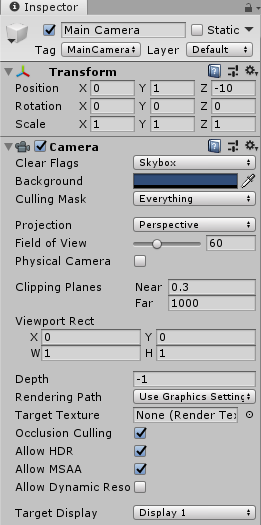 Inspector
Main Camera Static
Tag MainCamera Layer Default
Transform
Position X 0 Y 1 Z -10
Rotation X 0 Y 0 Z 0
Scale X 1 Y 1 Z 1
Camera
Clear Flags Skybox
Background
Culling Mask Everything
Projection Perspective
Field of View 60
Physical Camera
Clipping Planes Near 0.3
Far 1000
Viewport Rect
X 0 Y 0
W 1 H 1
Depth -1
Rendering Path Use Graphics Setting
Target Texture None (Render Tex
Occlusion Culling
Allow HDR
Allow MSAA
Allow Dynamic Reso
Target Display Display 1